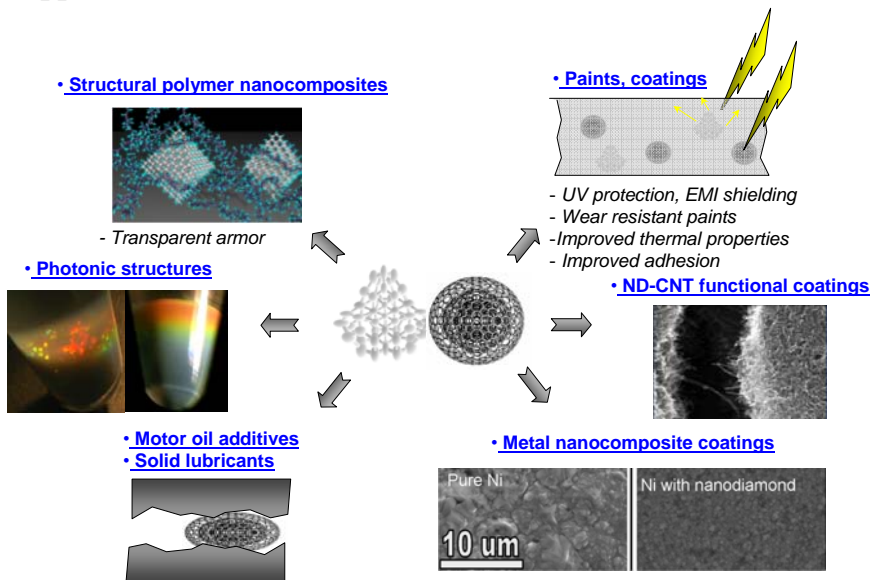 • Structural polymer nanocomposites
- Transparent armor
• Paints, coatings
- UV protection, EMI shielding
- Wear resistant paints
-Improved thermal properties
- Improved adhesion
• Photonic structures
• ND-CNT functional coatings
• Motor oil additives
• Solid lubricants
• Metal nanocomposite coatings
Pure Ni
10 um
Ni with nanodiamond